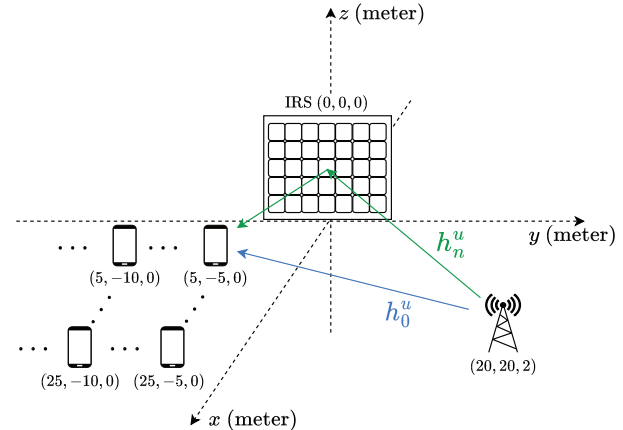 z (meter)
IRS (0, 0, 0)
y (meter)
h_n^u
(5, −10, 0)
(5, −5, 0)
h_0^u
(20, 20, 2)
(25, −10, 0)
(25, −5, 0)
x (meter)